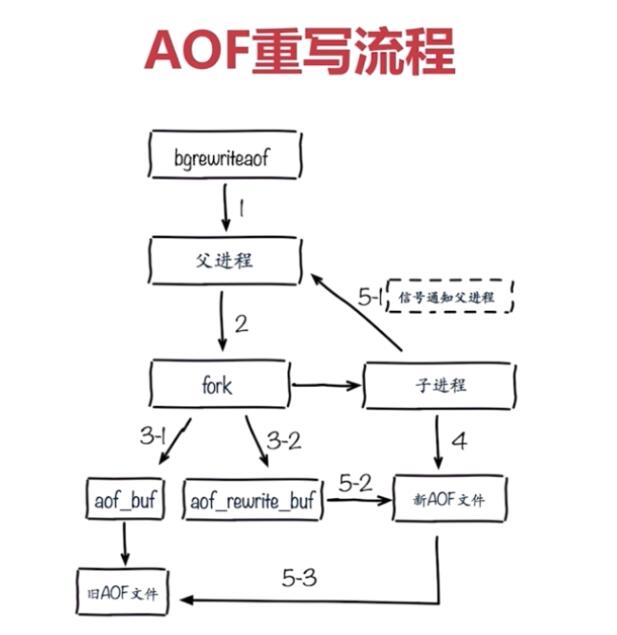 AOF重写流程
bgrewriteaof
1
父进程
5-1
信号通知父进程
2
fork
子进程
3-1
3-2
4
aof_buf
aof_rewrite_buf
5-2
新AOF文件
旧AOF文件
5-3